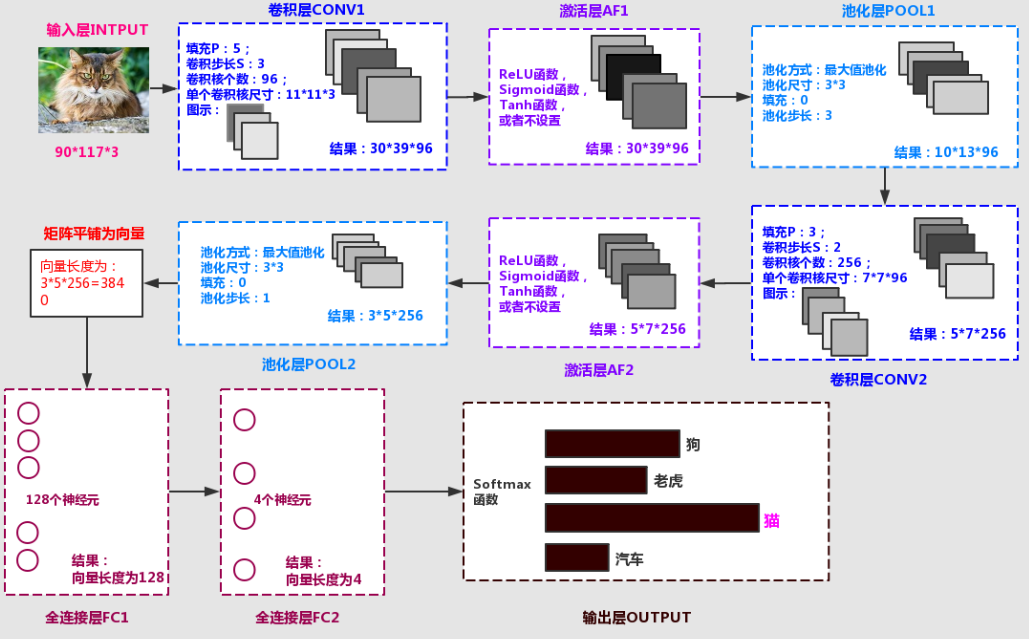 输入层INTPUT
90*117*3
卷积层CONV1
填充P：5；
卷积步长S：3
卷积核个数：96；
单个卷积核尺寸：11*11*3
图示：
结果：30*39*96
激活层AF1
ReLU函数，
Sigmoid函数，
Tanh函数，
或者不设置
结果：30*39*96
池化层POOL1
池化方式：最大值池化
池化尺寸：3*3
填充：0
池化步长：3
结果：10*13*96
填充P：3；
卷积步长S：2
卷积核个数：256；
单个卷积核尺寸：7*7*96
图示：
结果：5*7*256
卷积层CONV2
ReLU函数，
Sigmoid函数，
Tanh函数，
或者不设置
结果：5*7*256
激活层AF2
池化方式：最大值池化
池化尺寸：3*3
填充：0
池化步长：1
结果：3*5*256
池化层POOL2
矩阵平铺为向量
向量长度为：
3*5*256=384
0
128个神经元
结果：
向量长度为128
全连接层FC1
4个神经元
结果：
向量长度为4
全连接层FC2
Softmax
函数
狗
老虎
猫
汽车
输出层OUTPUT